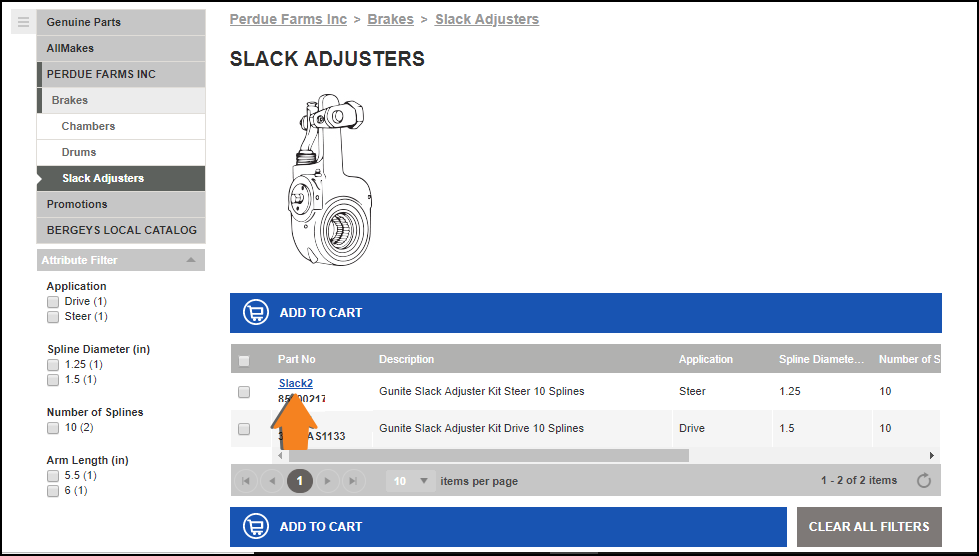 Genuine Parts
AllMakes
PERDUE FARMS INC
Brakes
Chambers
Drums
Slack Adjusters
Promotions
BERGEYS LOCAL CATALOG
Attribute Filter
Application
Drive (1)
Steer (1)
Spline Diameter (in)
1.25 (1)
1.5 (1)
Number of Splines
10 (2)
Arm Length (in)
5.5 (1)
6 (1)
Perdue Farms Inc > Brakes > Slack Adjusters
SLACK ADJUSTERS
ADD TO CART
Part No Description Application Spline Diamete... Number of S
Slack2
Gunite Slack Adjuster Kit Steer 10 Splines Steer 1.25 10
Gunite Slack Adjuster Kit Drive 10 Splines Drive 1.5 10
1 10 items per page 1 - 2 of 2 items
ADD TO CART CLEAR ALL FILTERS